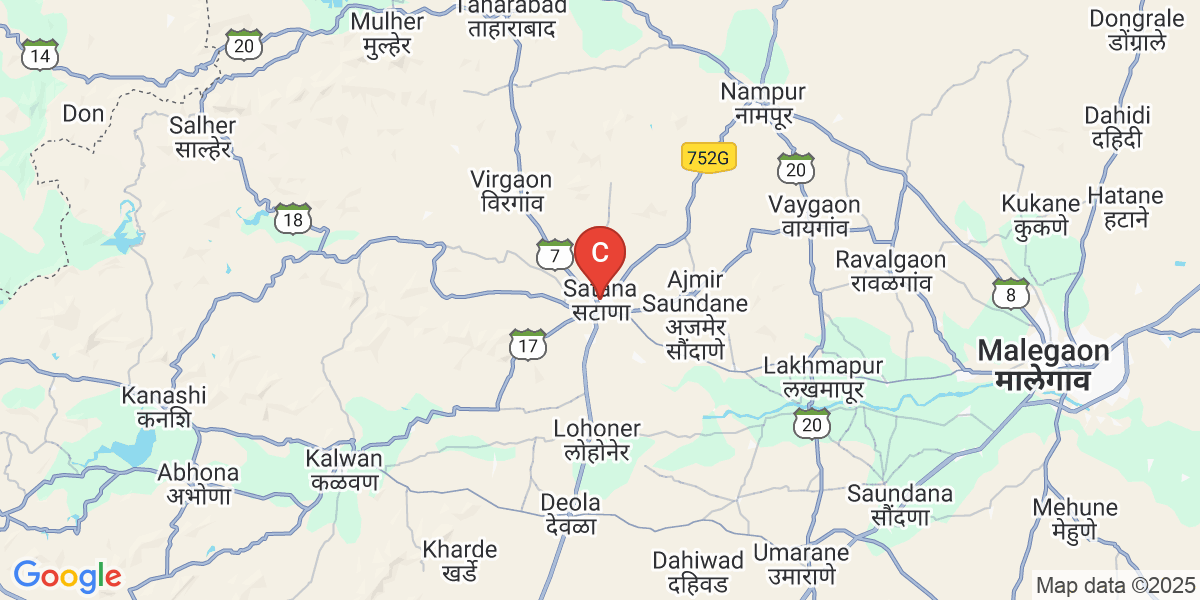 Taharabad
ताहाराबाद
Mulher
मुल्हेर
20
14
Dongrale
डोंग्राले
Don
Salher
साल्हेर
Nampur
नामपूर
Dahidi
दहिदी
752G
20
Virgaon
विरगांव
18
Vaygaon
वायगांव
Kukane
कुकणे
Hatane
हटाने
7
C
Satana
सटाणा
Ajmir
Saundane
अजमेर
सौंदाणे
Ravalgaon
रावळगांव
8
17
Malegaon
मालेगाव
Lakhmapur
लखमापूर
Kanashi
कनशि
20
Lohoner
लोहोनेर
Kalwan
कळवण
Abhona
अभोणा
Deola
देवळा
Saundana
सौंदणा
Mehune
मेहुणे
Kharde
खर्डे
Dahiwad
दहिवड
Umarane
उमाराणे
Google
Map data ©2025